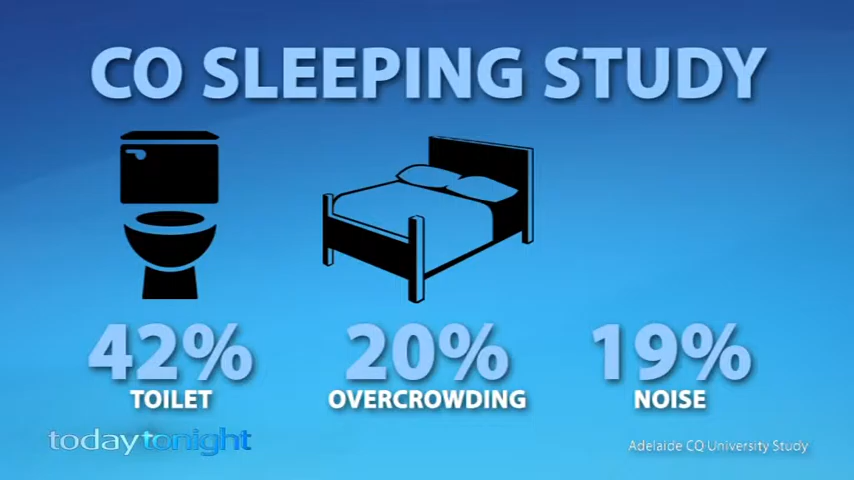 CO SLEEPING STUDY
42% 20% 19%
TOILET OVERCROWDING NOISE
todaytonight
Adelaide CQ University Study